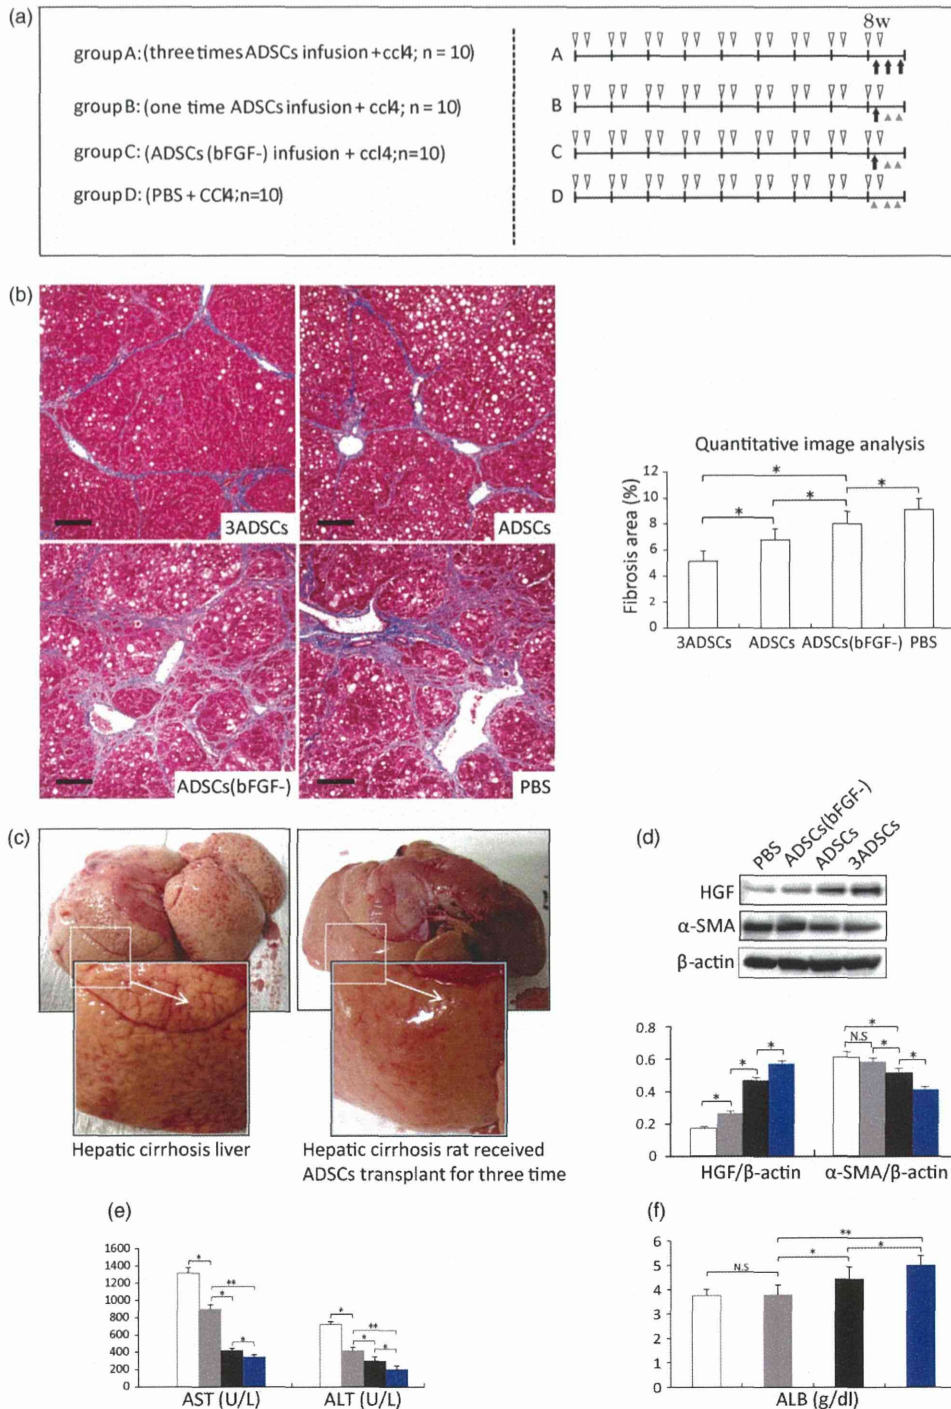 (a)
8w
group A: (three times ADSCs infusion +ccl4; n = 10)
A
group B: (one time ADSCs infusion + ccl4; n = 10)
B
group C: (ADSCs (bFGF-) infusion + ccl4;n=10)
C
group D: (PBS + CCl4;n=10)
D
(b)
3ADSCs
ADSCs
ADSCs(bFGF-)
PBS
Quantitative image analysis
Fibrosis area (%)
12
10
8
6
4
2
0
* * * *
3ADSCs ADSCs ADSCs(bFGF-) PBS
(c)
Hepatic cirrhosis liver
Hepatic cirrhosis rat received
ADSCs transplant for three time
(d)
PBS ADSCs(bFGF-) ADSCs 3ADSCs
HGF
α-SMA
β-actin
0.8
0.6
0.4
0.2
0
* * *
* N.S * *
HGF/β-actin α-SMA/β-actin
(e)
1600
1400
1200
1000
800
600
400
200
* ** * *
* ** * *
AST (U/L) ALT (U/L)
(f)
6
5
4
3
2
1
0
N.S * ** *
ALB (g/dl)